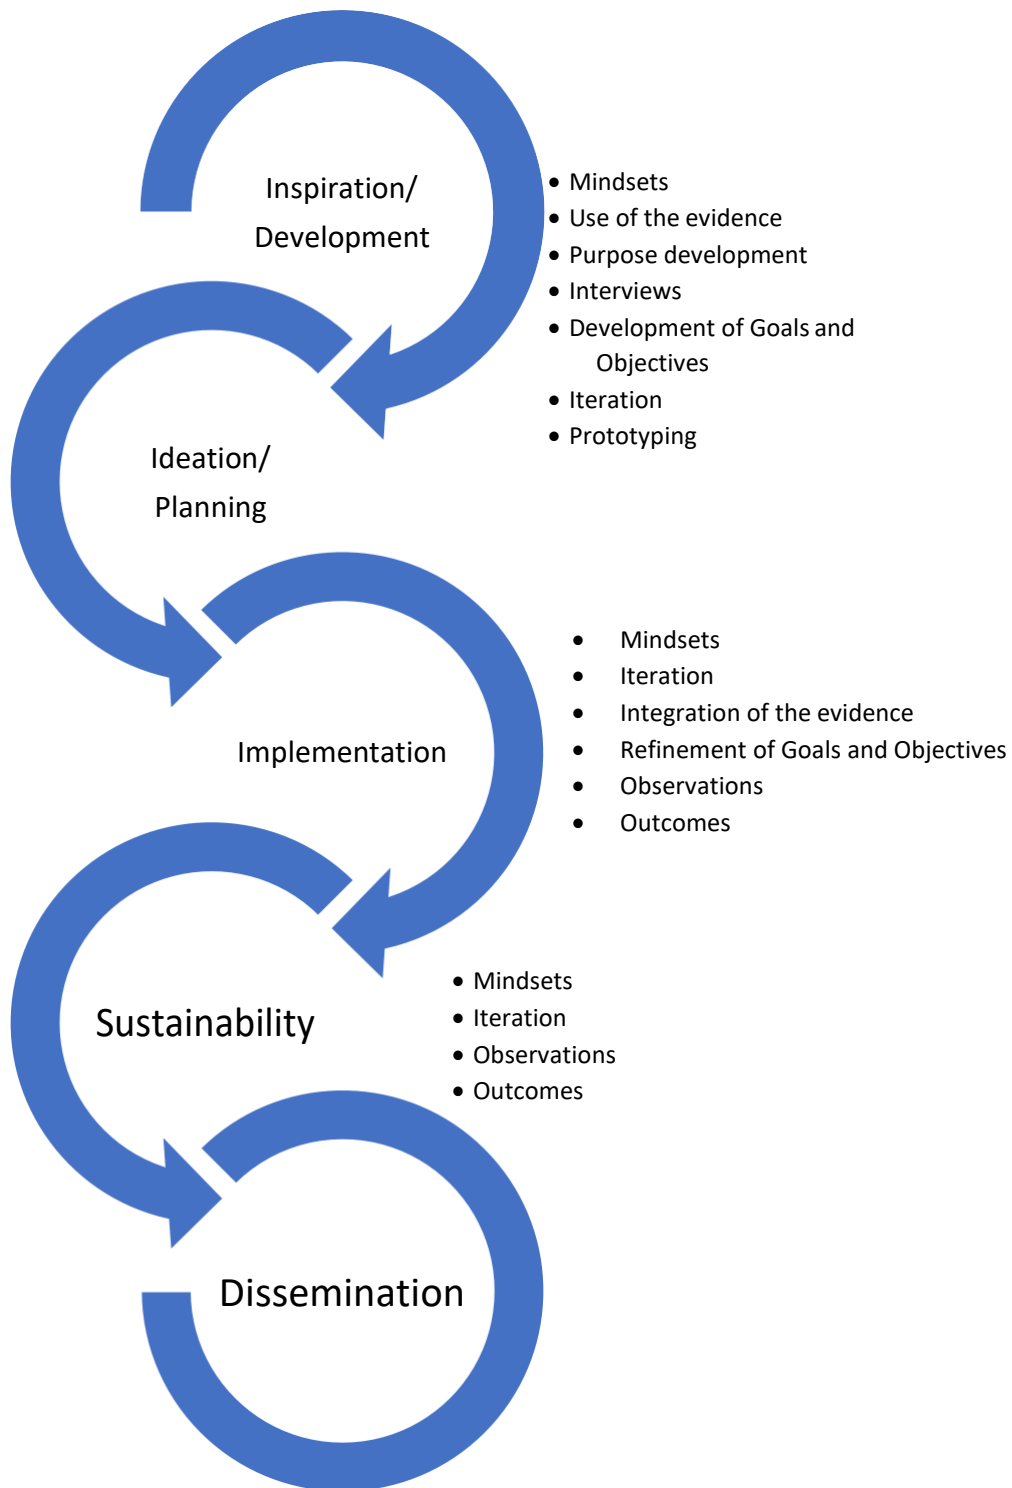 Inspiration/
Development
• Mindsets
• Use of the evidence
• Purpose development
• Interviews
• Development of Goals and
Objectives
• Iteration
• Prototyping
Ideation/
Planning
Implementation
• Mindsets
• Iteration
• Integration of the evidence
• Refinement of Goals and Objectives
• Observations
• Outcomes
Sustainability
• Mindsets
• Iteration
• Observations
• Outcomes
Dissemination